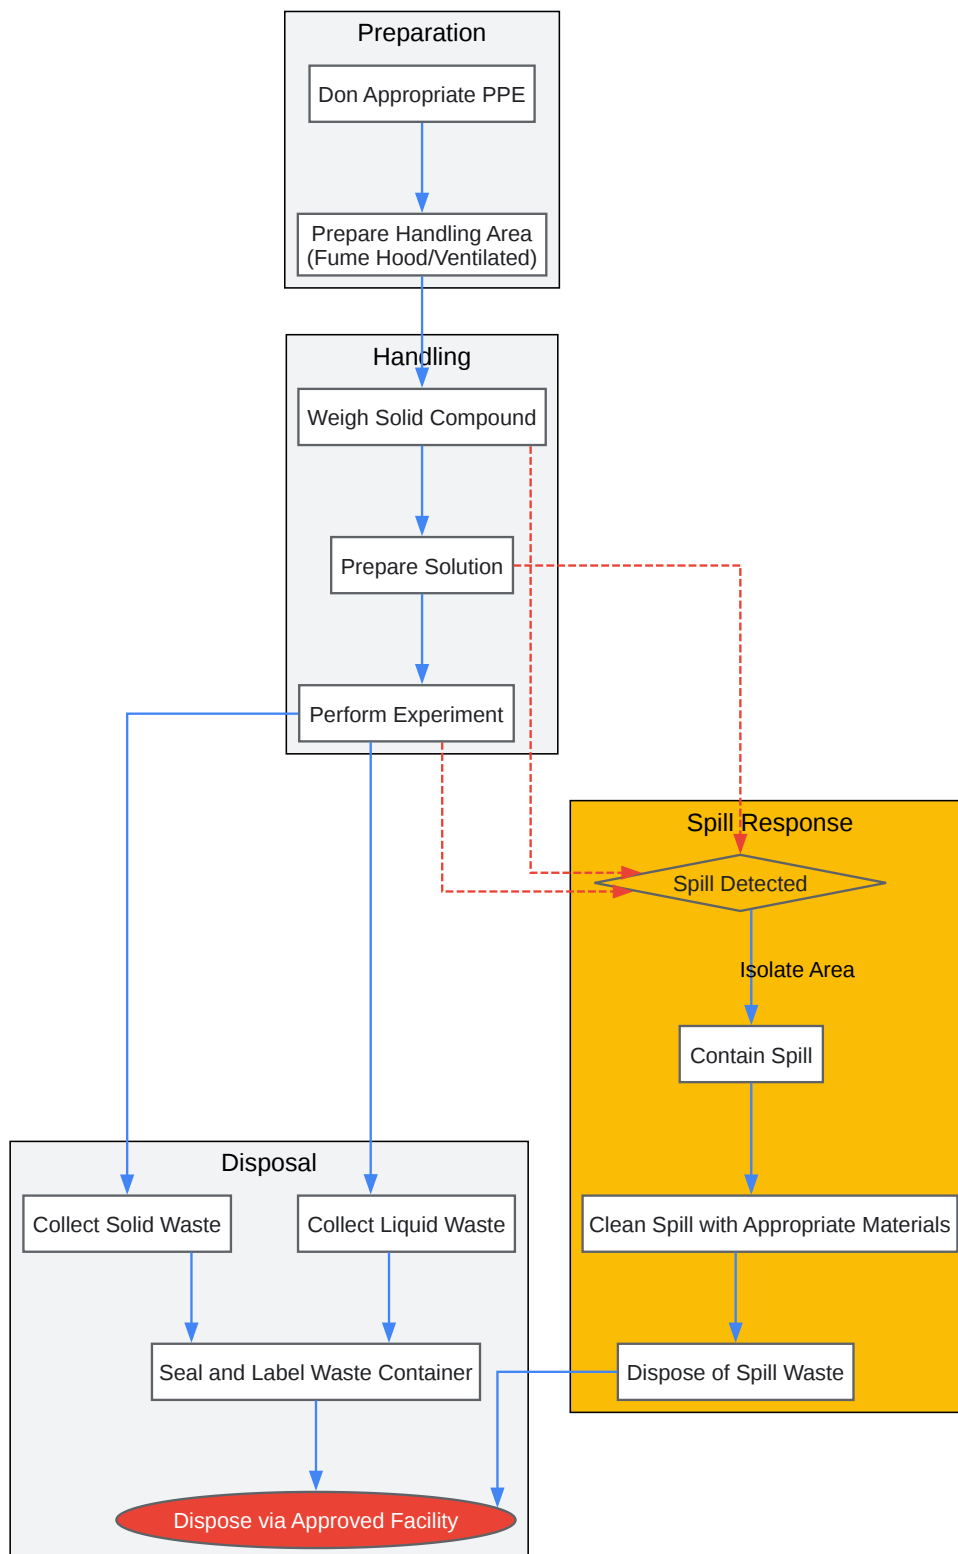 Preparation
Don Appropriate PPE
Prepare Handling Area
(Fume Hood/Ventilated)
Handling
Weigh Solid Compound
Prepare Solution
Perform Experiment
Spill Response
Spill Detected
Isolate Area
Contain Spill
Disposal
Collect Solid Waste
Collect Liquid Waste
Clean Spill with Appropriate Materials
Seal and Label Waste Container
Dispose of Spill Waste
Dispose via Approved Facility